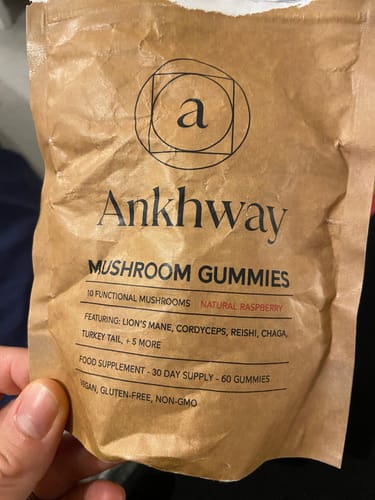 a
Ankhway
MUSHROOM GUMMIES
10 FUNCTIONAL MUSHROOMS NATURAL RASPBERRY
FEATURING: LION'S MANE, CORDYCEPS, REISHI, CHAGA,
TURKEY TAIL, + 5 MORE
FOOD SUPPLEMENT - 30 DAY SUPPLY - 60 GUMMIES
VEGAN, GLUTEN-FREE, NON-GMO